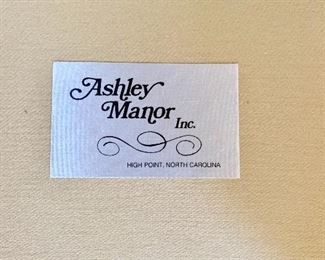 Ashley
Manor Inc.
HIGH POINT, NORTH CAROLINA